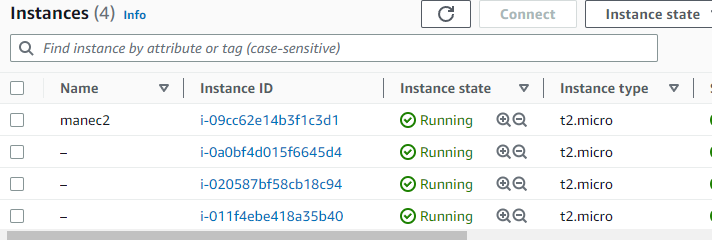 Instances (4) Info Connect Instance state
Find instance by attribute or tag (case-sensitive)
Name Instance ID Instance state Instance type
manec2 i-09cc62e14b3f1c3d1 Running t2.micro
– i-0a0bf4d015f6645d4 Running t2.micro
– i-020587bf58cb18c94 Running t2.micro
– i-011f4ebe418a35b40 Running t2.micro